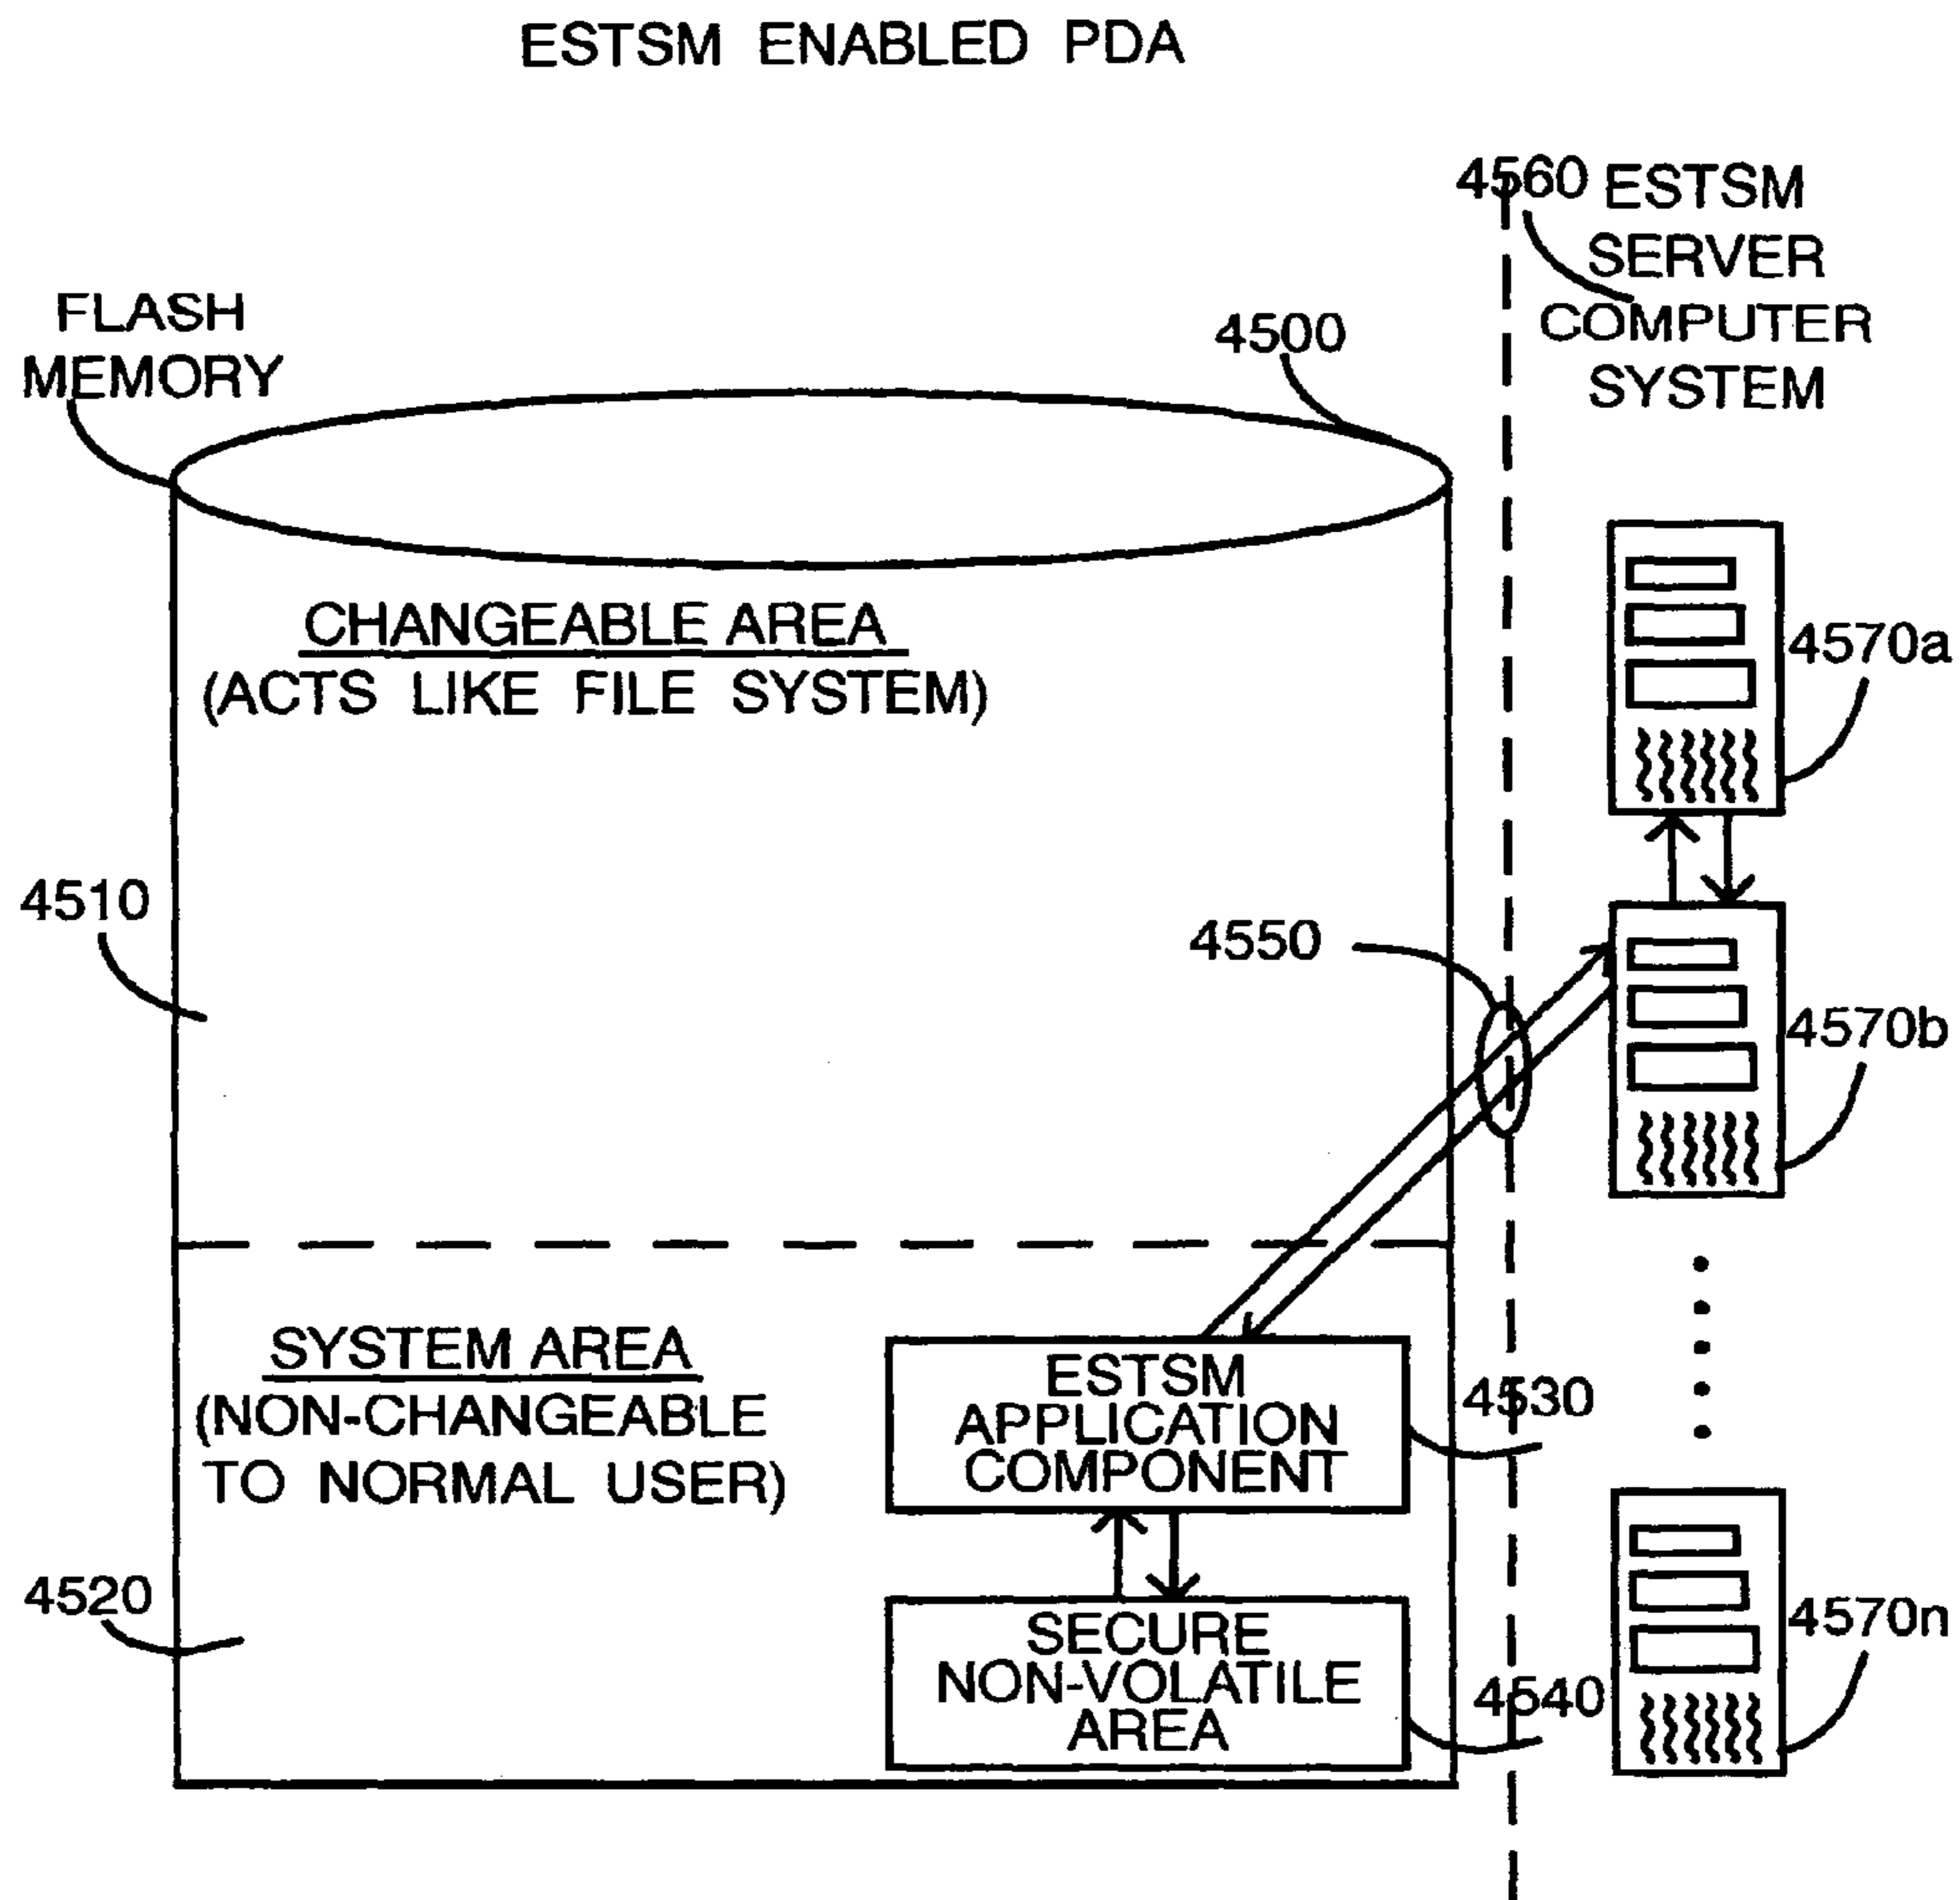 ESTSM ENABLED PDA
4560
ESTSM
SERVER
COMPUTER
SYSTEM
FLASH
MEMORY
4500
CHANGEABLE AREA
(ACTS LIKE FILE SYSTEM)
4570a
4510
4550
4570b
SYSTEM AREA
(NON-CHANGEABLE
TO NORMAL USER)
ESTSM
APPLICATION
COMPONENT
4530
4520
SECURE
NON-VOLATILE
AREA
4540
4570n